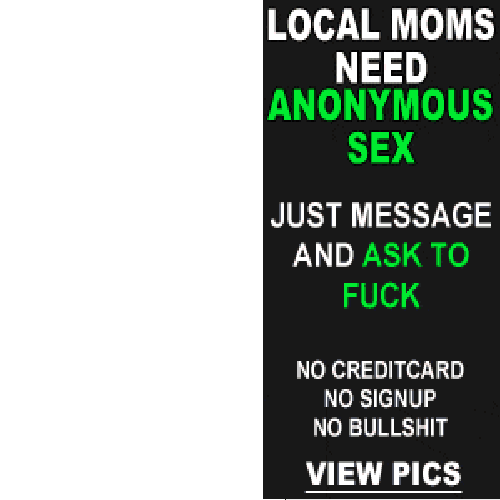 LOCAL MOMS
NEED
ANONYMOUS
SEX
JUST MESSAGE
AND ASK TO
FUCK
NO CREDITCARD
NO SIGNUP
NO BULLSHIT
VIEW PICS